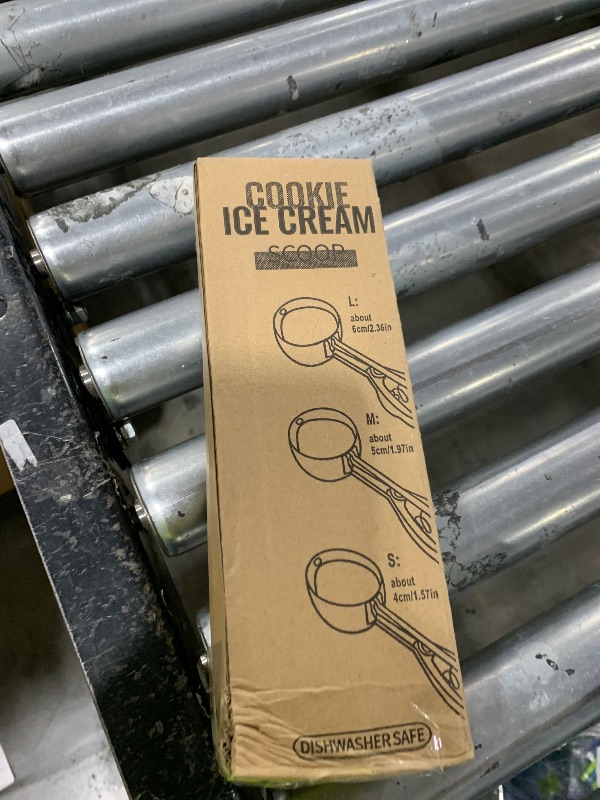 COOKIE
ICE CREAM
SCOOP
L:
about
6cm/2.36in
M:
about
5cm/1.97in
S:
about
4cm/1.57in
DISHWASHER SAFE